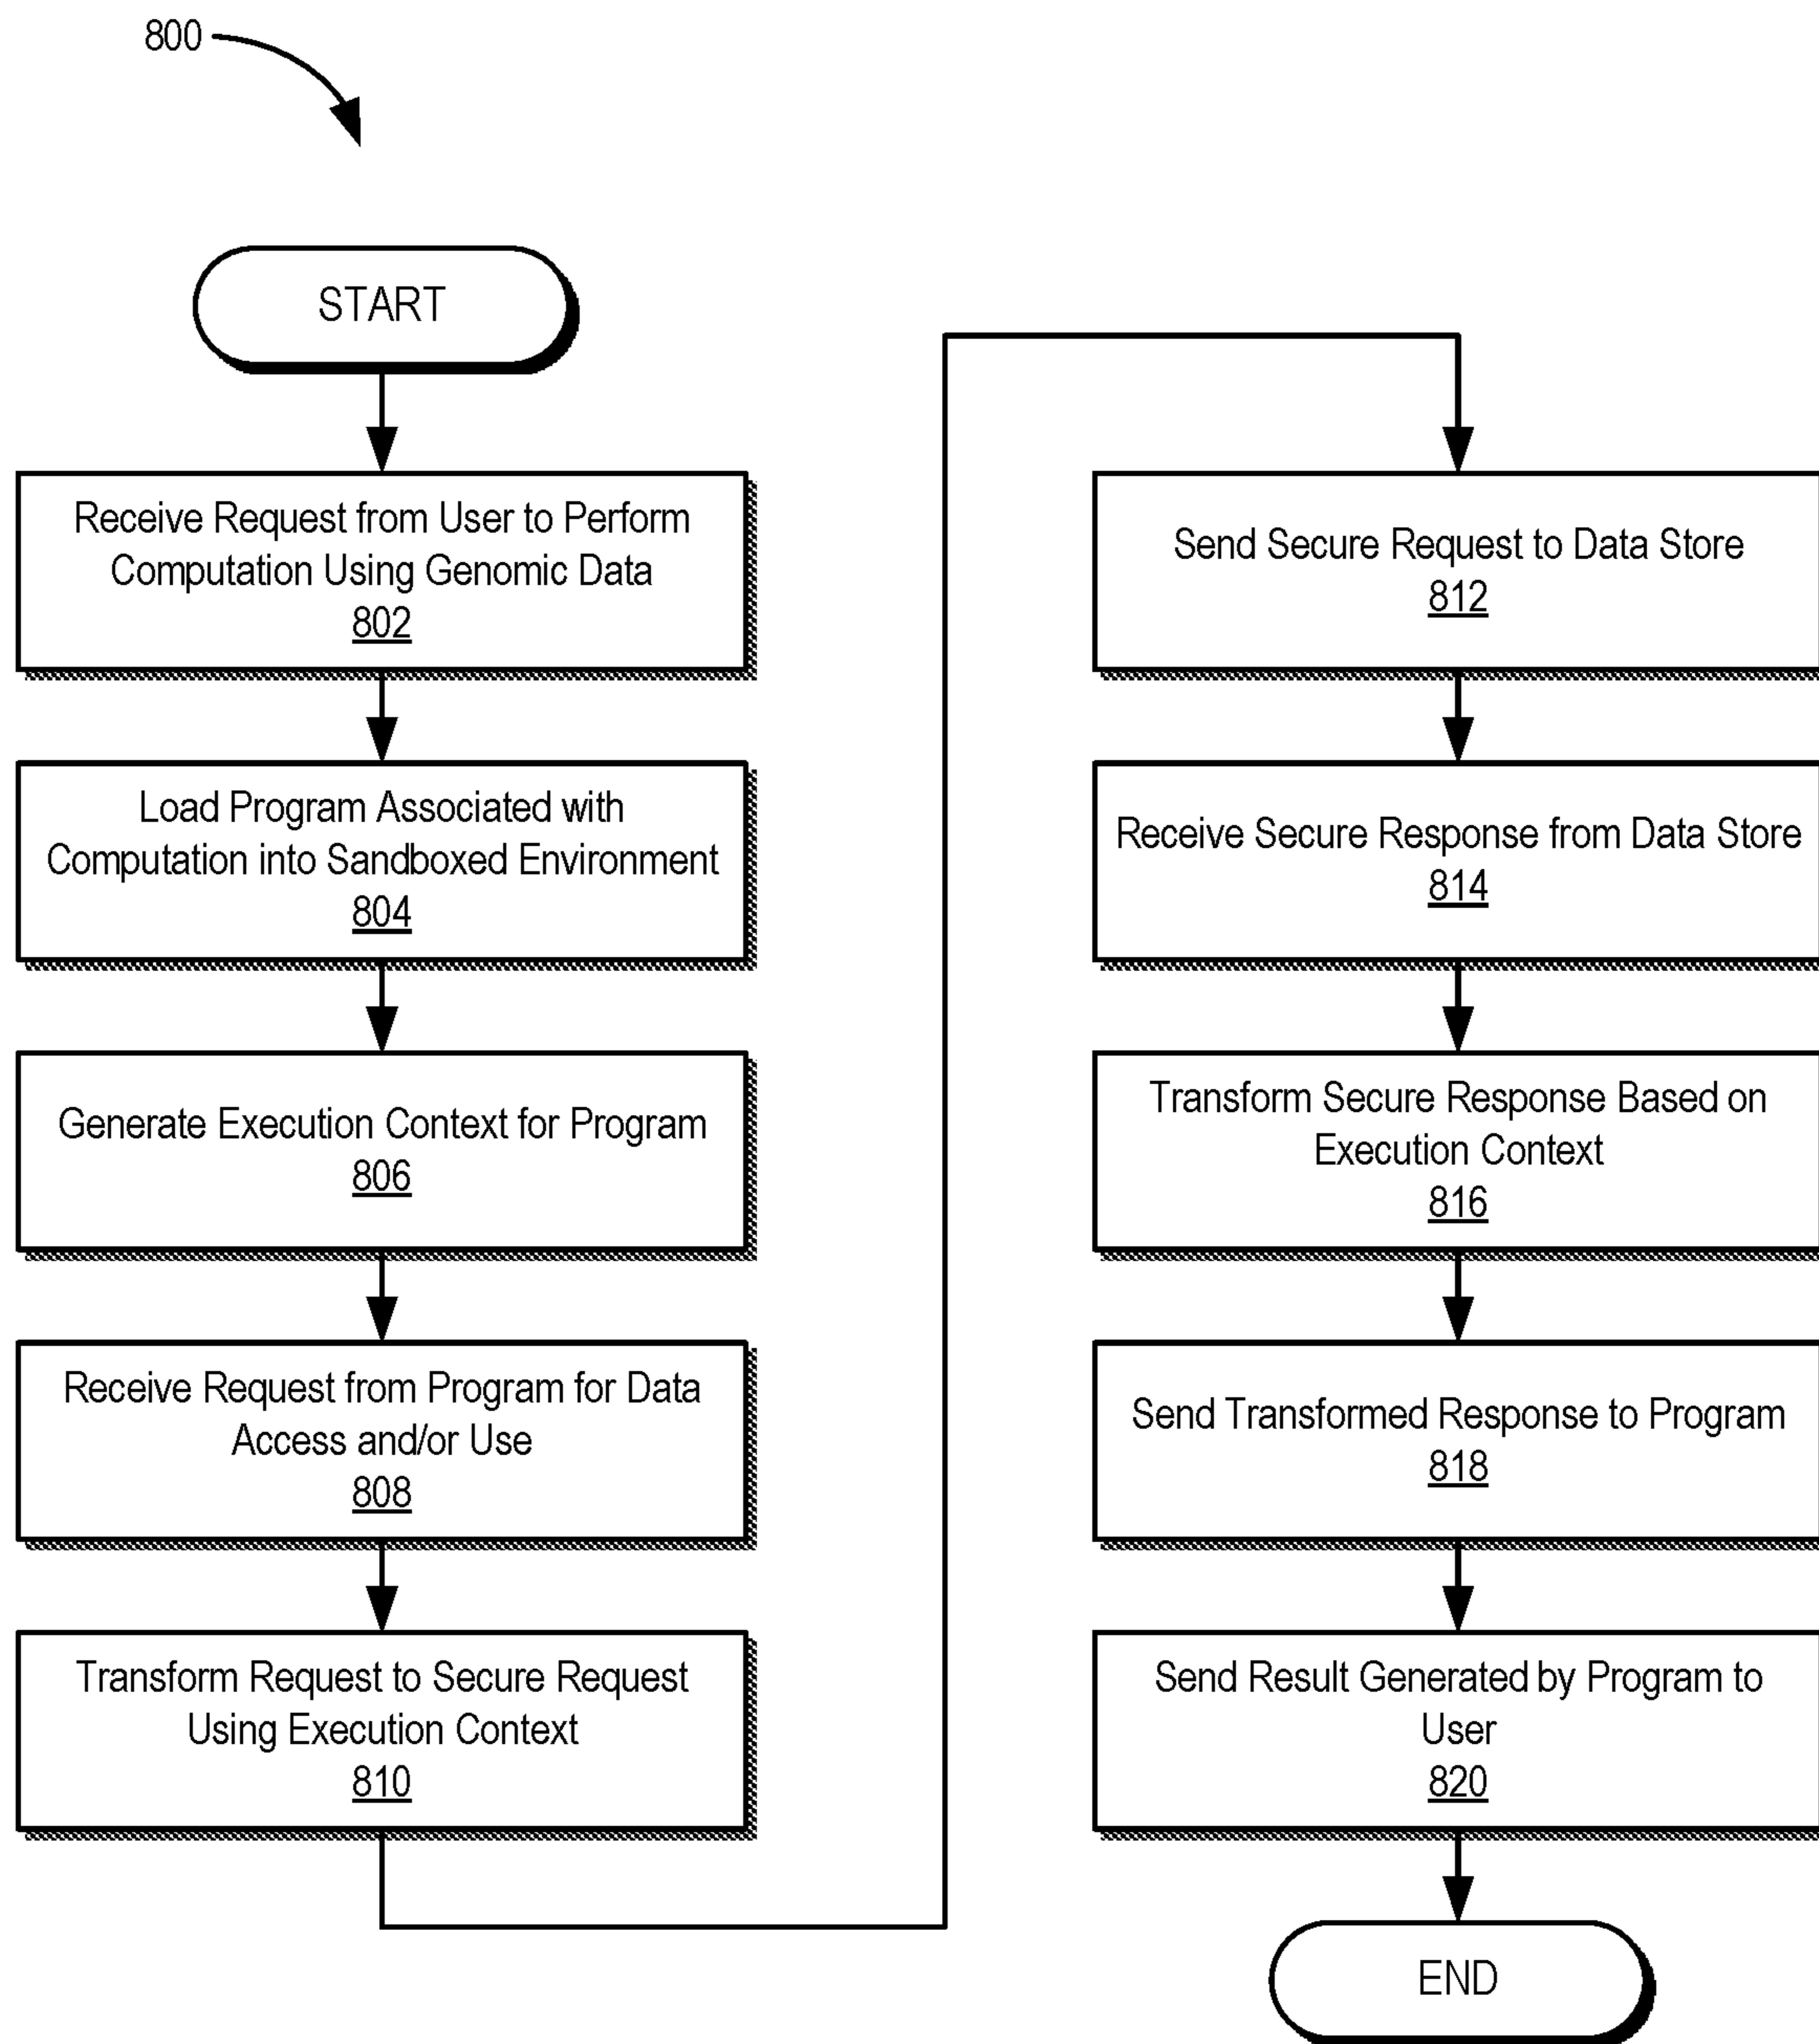 800
START
Receive Request from User to Perform
Computation Using Genomic Data
802
Load Program Associated with
Computation into Sandboxed Environment
804
Generate Execution Context for Program
806
Receive Request from Program for Data
Access and/or Use
808
Transform Request to Secure Request
Using Execution Context
810
Send Secure Request to Data Store
812
Receive Secure Response from Data Store
814
Transform Secure Response Based on
Execution Context
816
Send Transformed Response to Program
818
Send Result Generated by Program to
User
820
END